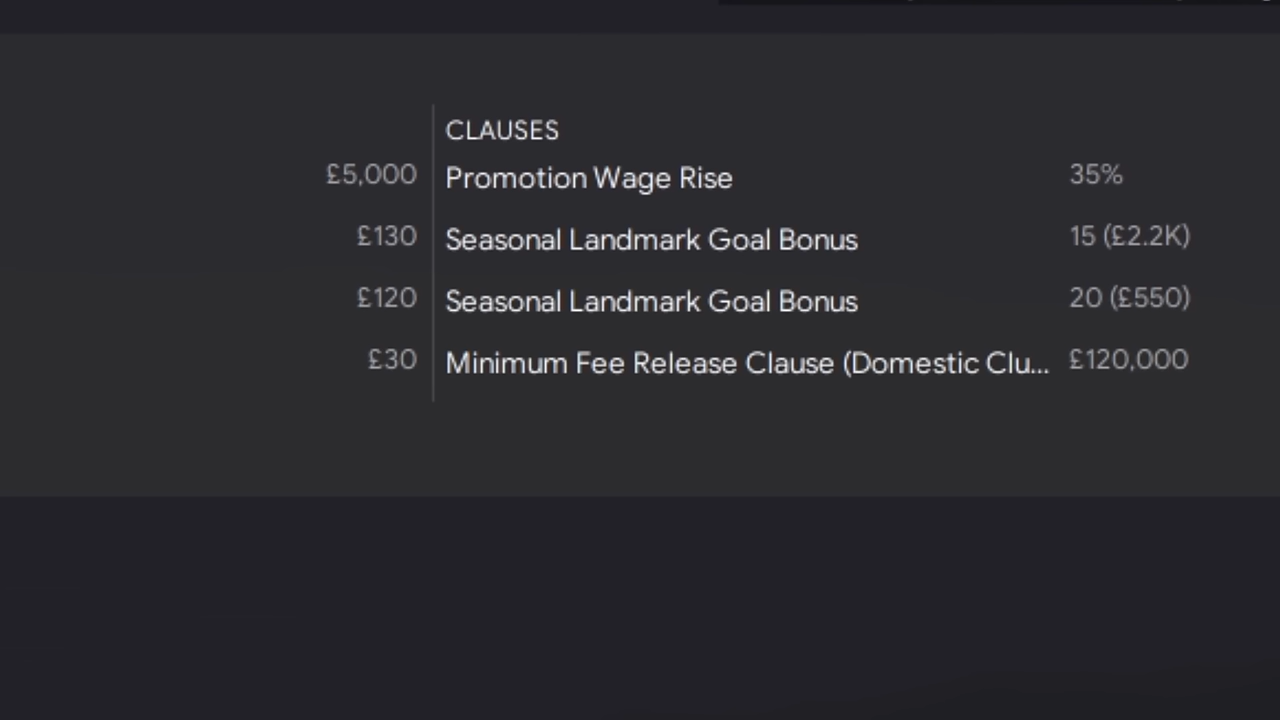 CLAUSES
£5,000 Promotion Wage Rise 35%
£130 Seasonal Landmark Goal Bonus 15 (£2.2K)
£120 Seasonal Landmark Goal Bonus 20 (£550)
£30 Minimum Fee Release Clause (Domestic Clu... £120,000